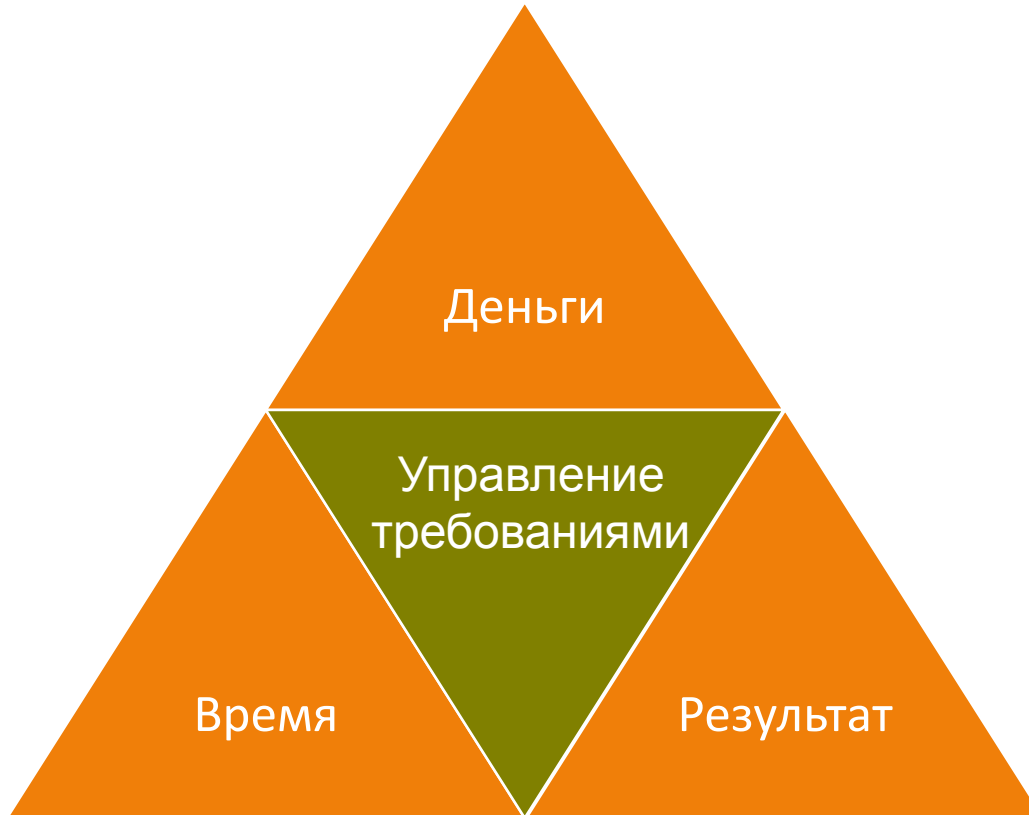 Деньги
Управление
требованиями
Время
Результат